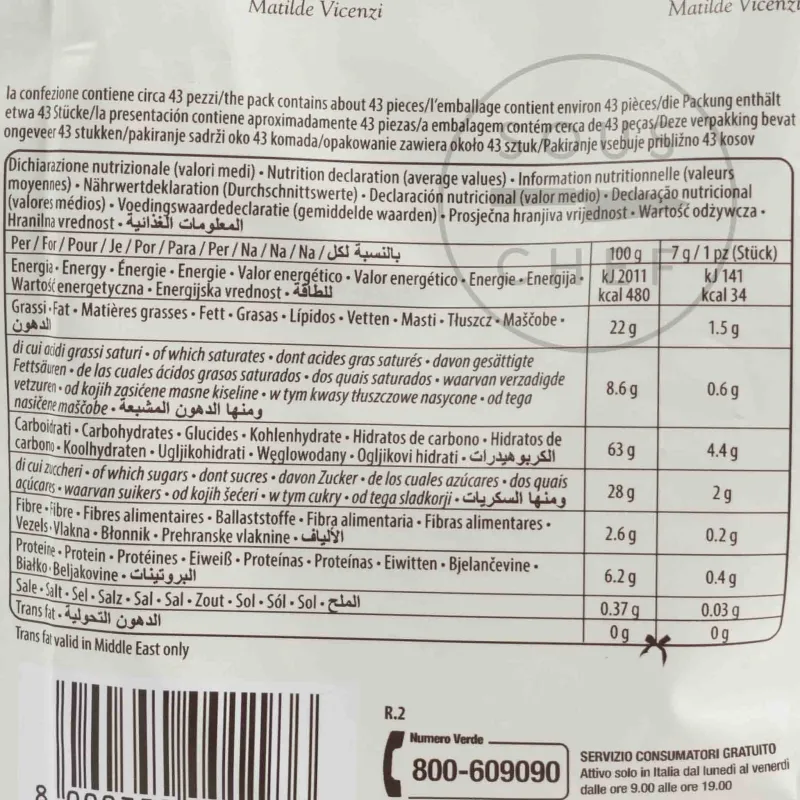 Matilde Vicenzi Matilde Vicenzi
la confezione contiene circa 43 pezzi/the pack contains about 43 pieces/l'emballage contient environ 43 pièces/die Packung enthält
etwa 43 Stücke/la presentación contiene aproximadamente 43 piezas/a embalagem contém cerca de 43 peças/Deze verpakking bevat
ongeveer 43 stukken/pakiranje sadrži oko 43 komada/opakowanie zawiera około 43 sztuk/Pakiranje vsebuje približno 43 kosov
SOUS
CHEF
Dichiarazione nutrizionale (valori medi) • Nutrition declaration (average values) • Information nutritionnelle (valeurs
moyennes) • Nährwertdeklaration (Durchschnittswerte) • Declaración nutricional (valor medio) • Declaração nutricional
(valores médios) • Voedingswaardedeclaratie (gemiddelde waarden) • Prosječna hranjiva vrijednost • Wartość odżywcza •
Hranilna vrednost • المعلومات الغذائية
Per / For / Pour / Je / Por / Para / Per / Na / Na / Na / بالنسبة لكل 100 g 7 g / 1 pz (Stück)
Energia • Energy • Énergie • Energie • Valor energético • Valor energético • Energie • Energija • kJ 2011 kJ 141
Wartość energetyczna • Energijska vrednost • للطاقة kcal 480 kcal 34
Grassi • Fat • Matières grasses • Fett • Grasas • Lípidos • Vetten • Masti • Tłuszcz • Maščobe •
الدهون 22 g 1.5 g
di cui acidi grassi saturi • of which saturates • dont acides gras saturés • davon gesättigte
Fettsäuren • de las cuales ácidos grasos saturados • dos quais saturados • waarvan verzadigde
vetzuren • od kojih zasićene masne kiseline • w tym kwasy tłuszczowe nasycone • od tega 8.6 g 0.6 g
nasičene maščobe • ومنها الدهون المشبعة
Carboidrati • Carbohydrates • Glucides • Kohlenhydrate • Hidratos de carbono • Hidratos de
carbono • Koolhydraten • Ugljikohidrati • Węglowodany • Ogljikovi hidrati • الكربوهيدرات 63 g 4.4 g
di cui zuccheri • of which sugars • dont sucres • davon Zucker • de los cuales azúcares • dos quais
açúcares • waarvan suikers • od kojih šećeri • w tym cukry • od tega sladkorji • ومنها السكريات 28 g 2 g
Fibre • Fibre • Fibres alimentaires • Ballaststoffe • Fibra alimentaria • Fibras alimentares •
Vezels • Vlakna • Błonnik • Prehranske vlaknine • الألياف 2.6 g 0.2 g
Proteine • Protein • Protéines • Eiweiß • Proteínas • Proteínas • Eiwitten • Bjelančevine •
Białko • Beljakovine • البروتينات 6.2 g 0.4 g
Sale • Salt • Sel • Salz • Sal • Sal • Zout • Sol • Sól • Sol • الملح 0.37 g 0.03 g
Trans fat • الدهون التحولية 0 g 0 g
Trans fat valid in Middle East only
R.2
Numero Verde
800-609090
SERVIZIO CONSUMATORI GRATUITO
Attivo solo in Italia dal lunedì al venerdì
dalle ore 9.00 alle ore 19.00
8